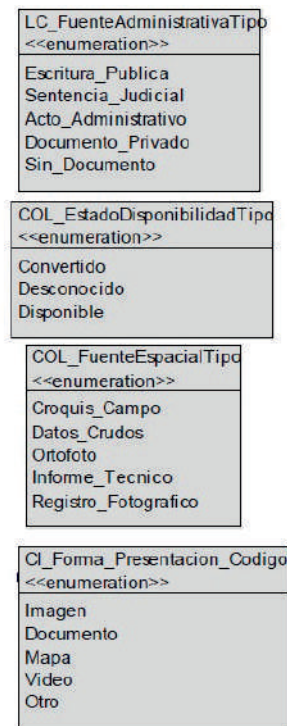 LC_FuenteAdministrativaTipo
<<enumeration>>
Escritura_Publica
Sentencia_Judicial
Acto_Administrativo
Documento_Privado
Sin_Documento
COL_EstadoDisponibilidadTipo
<<enumeration>>
Convertido
Desconocido
Disponible
COL_FuenteEspacialTipo
<<enumeration>>
Croquis_Campo
Datos_Crudos
Ortofoto
Informe_Tecnico
Registro_Fotografico
CI_Forma_Presentacion_Codigo
<<enumeration>>
Imagen
Documento
Mapa
Video
Otro